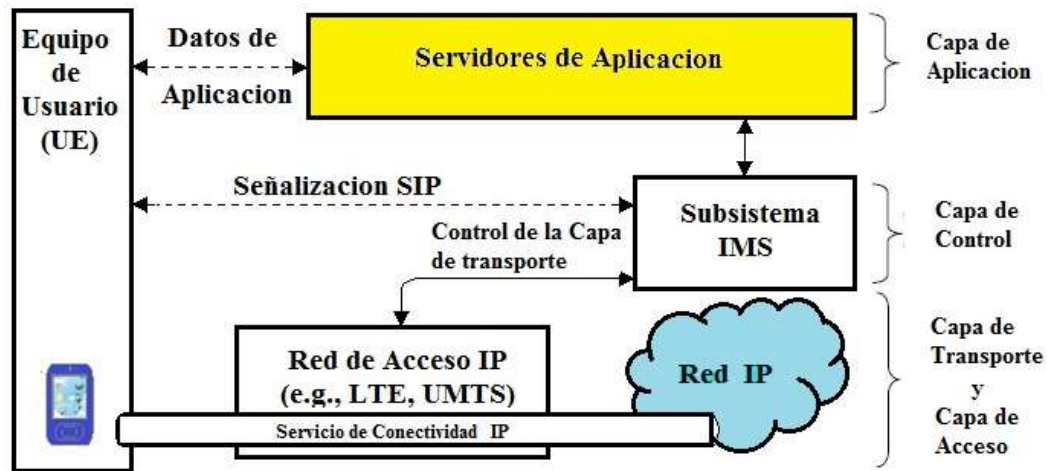 Equipo
de
Usuario
(UE)
Datos de
Aplicacion
Servidores de Aplicacion
Capa de
Aplicacion
Señalizacion SIP
Subsistema
IMS
Capa de
Control
Control de la Capa
de transporte
Red de Acceso IP
(e.g., LTE, UMTS)
Red IP
Servicio de Conectividad IP
Capa de
Transporte
y
Capa de
Acceso